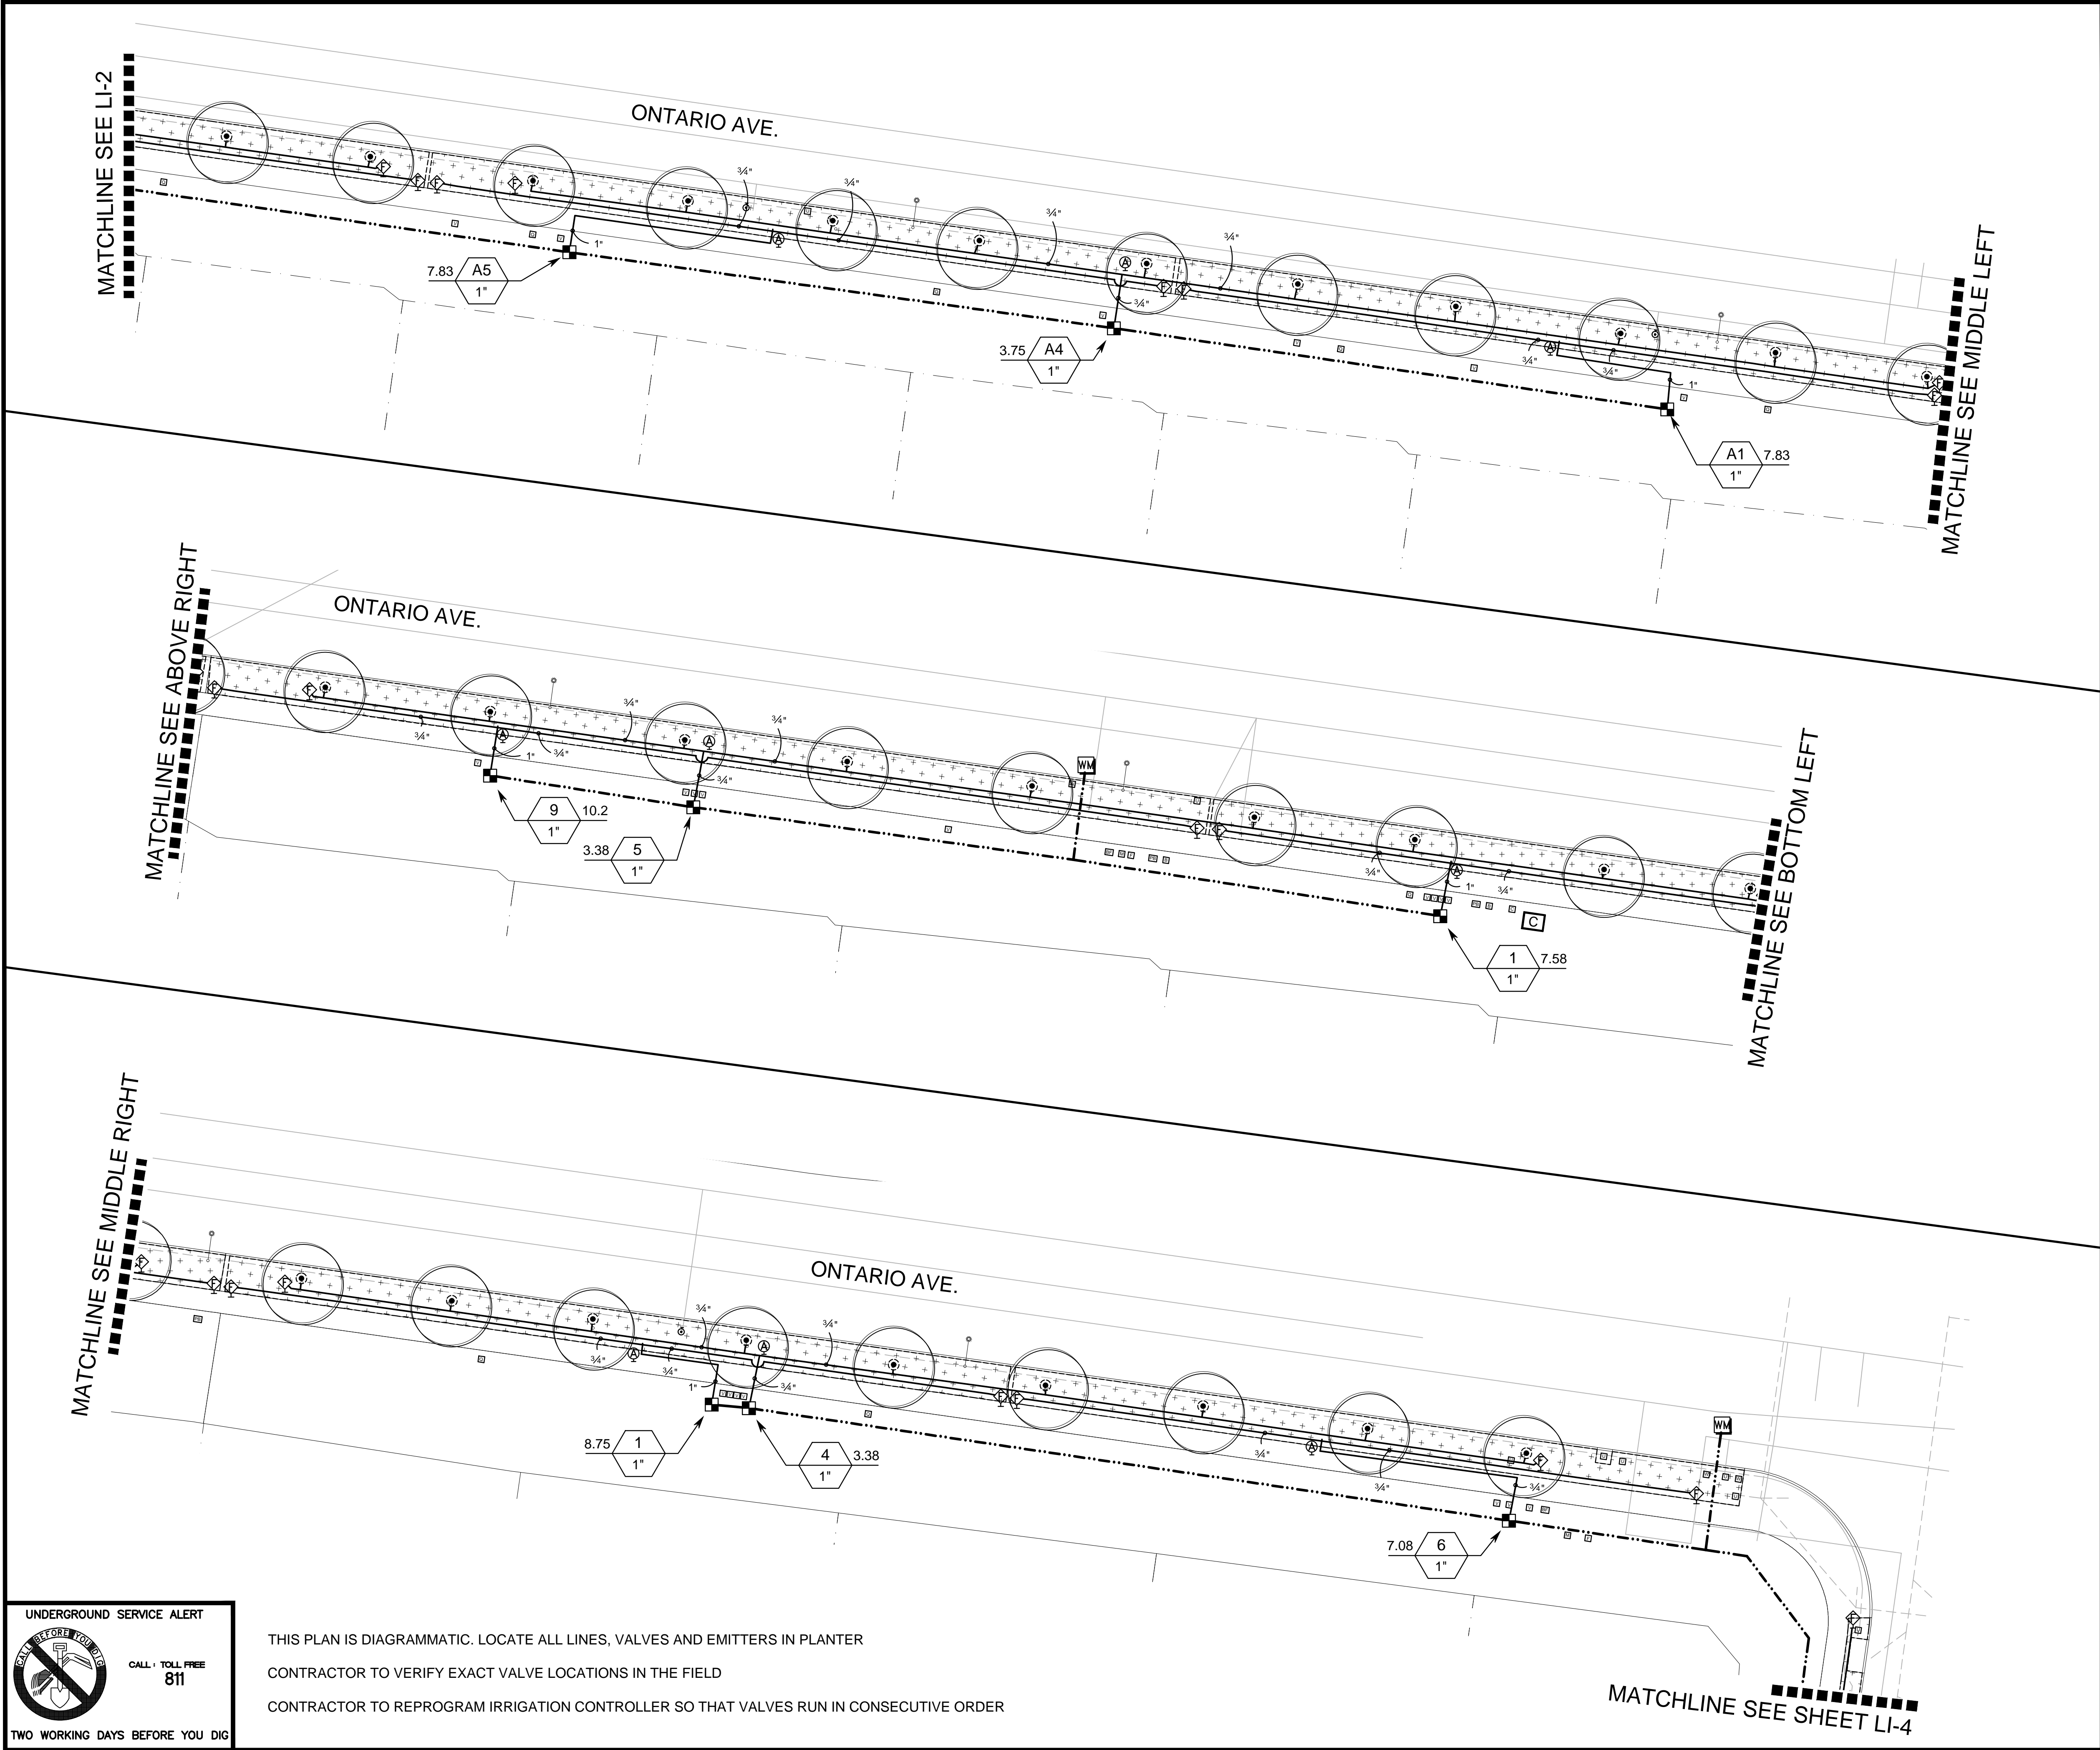 MATCHLINE SEE LI-2
ONTARIO AVE.
3/4"
3/4"
3/4"
3/4"
1"
7.83 A5
1"
3/4"
3.75 A4
1"
3/4"
3/4"
1"
A1 7.83
1"
MATCHLINE SEE MIDDLE LEFT
MATCHLINE SEE ABOVE RIGHT
ONTARIO AVE.
3/4"
3/4"
3/4"
1"
3/4"
3/4"
9 10.2
1"
3.38 5
1"
WM
3/4"
1"
3/4"
C
1 7.58
1"
MATCHLINE SEE BOTTOM LEFT
MATCHLINE SEE MIDDLE RIGHT
ONTARIO AVE.
3/4"
3/4"
3/4"
3/4"
1"
3/4"
8.75 1
1"
4 3.38
1"
3/4"
3/4"
3/4"
WM
7.08 6
1"
MATCHLINE SEE SHEET LI-4
UNDERGROUND SERVICE ALERT
CALL BEFORE YOU DIG
CALL: TOLL FREE
811
TWO WORKING DAYS BEFORE YOU DIG
THIS PLAN IS DIAGRAMMATIC. LOCATE ALL LINES, VALVES AND EMITTERS IN PLANTER
CONTRACTOR TO VERIFY EXACT VALVE LOCATIONS IN THE FIELD
CONTRACTOR TO REPROGRAM IRRIGATION CONTROLLER SO THAT VALVES RUN IN CONSECUTIVE ORDER